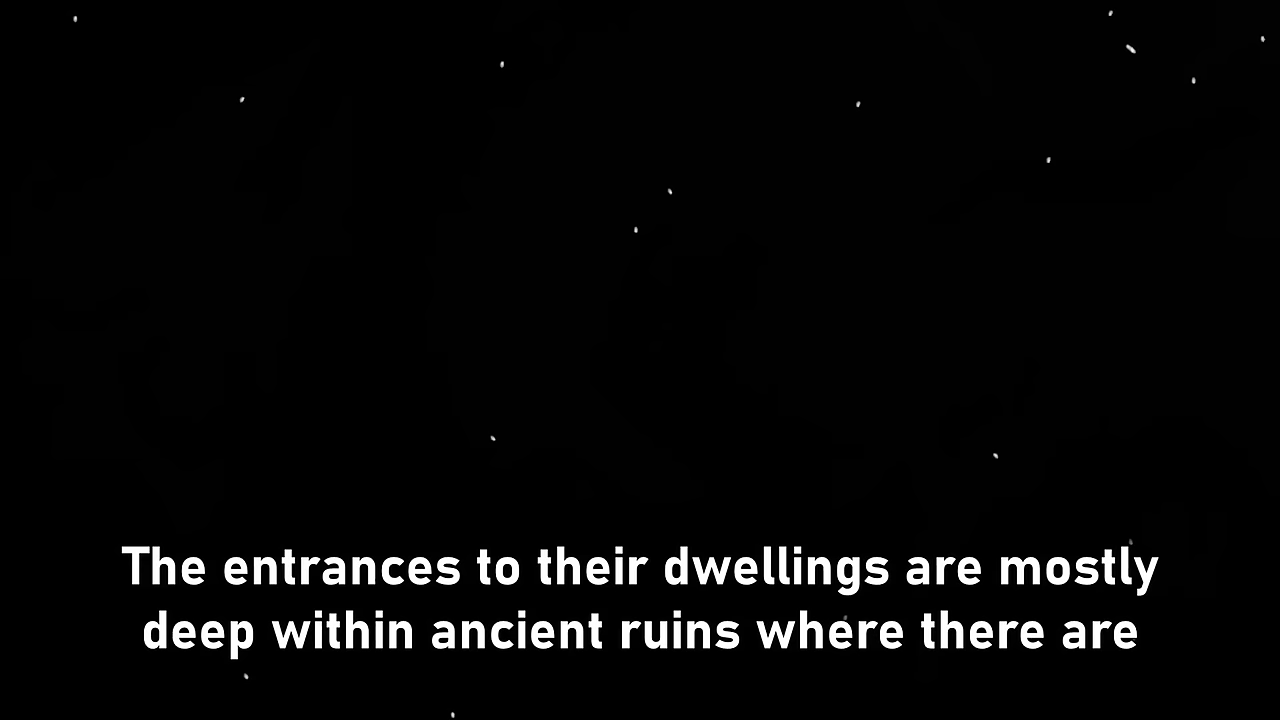 The entrances to their dwellings are mostly
deep within ancient ruins where there are